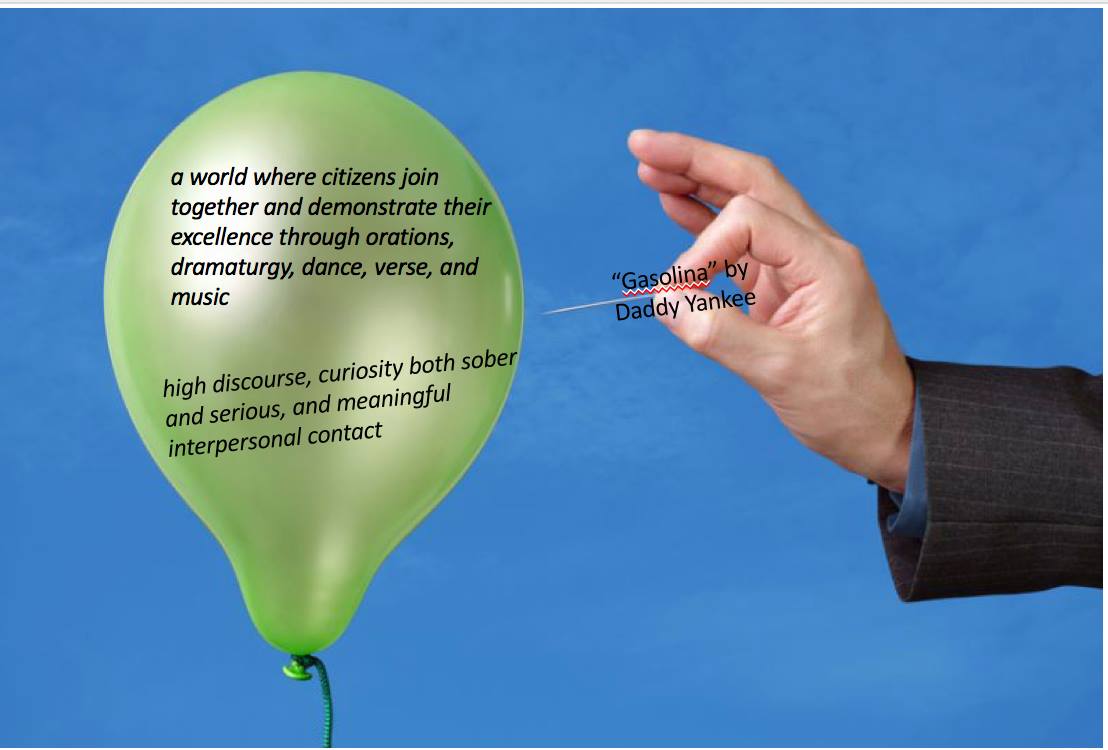 a world where citizens join
together and demonstrate their
excellence through orations,
dramaturgy, dance, verse, and
music
high discourse, curiosity both sober
and serious, and meaningful
interpersonal contact
“Gasolina” by
Daddy Yankee